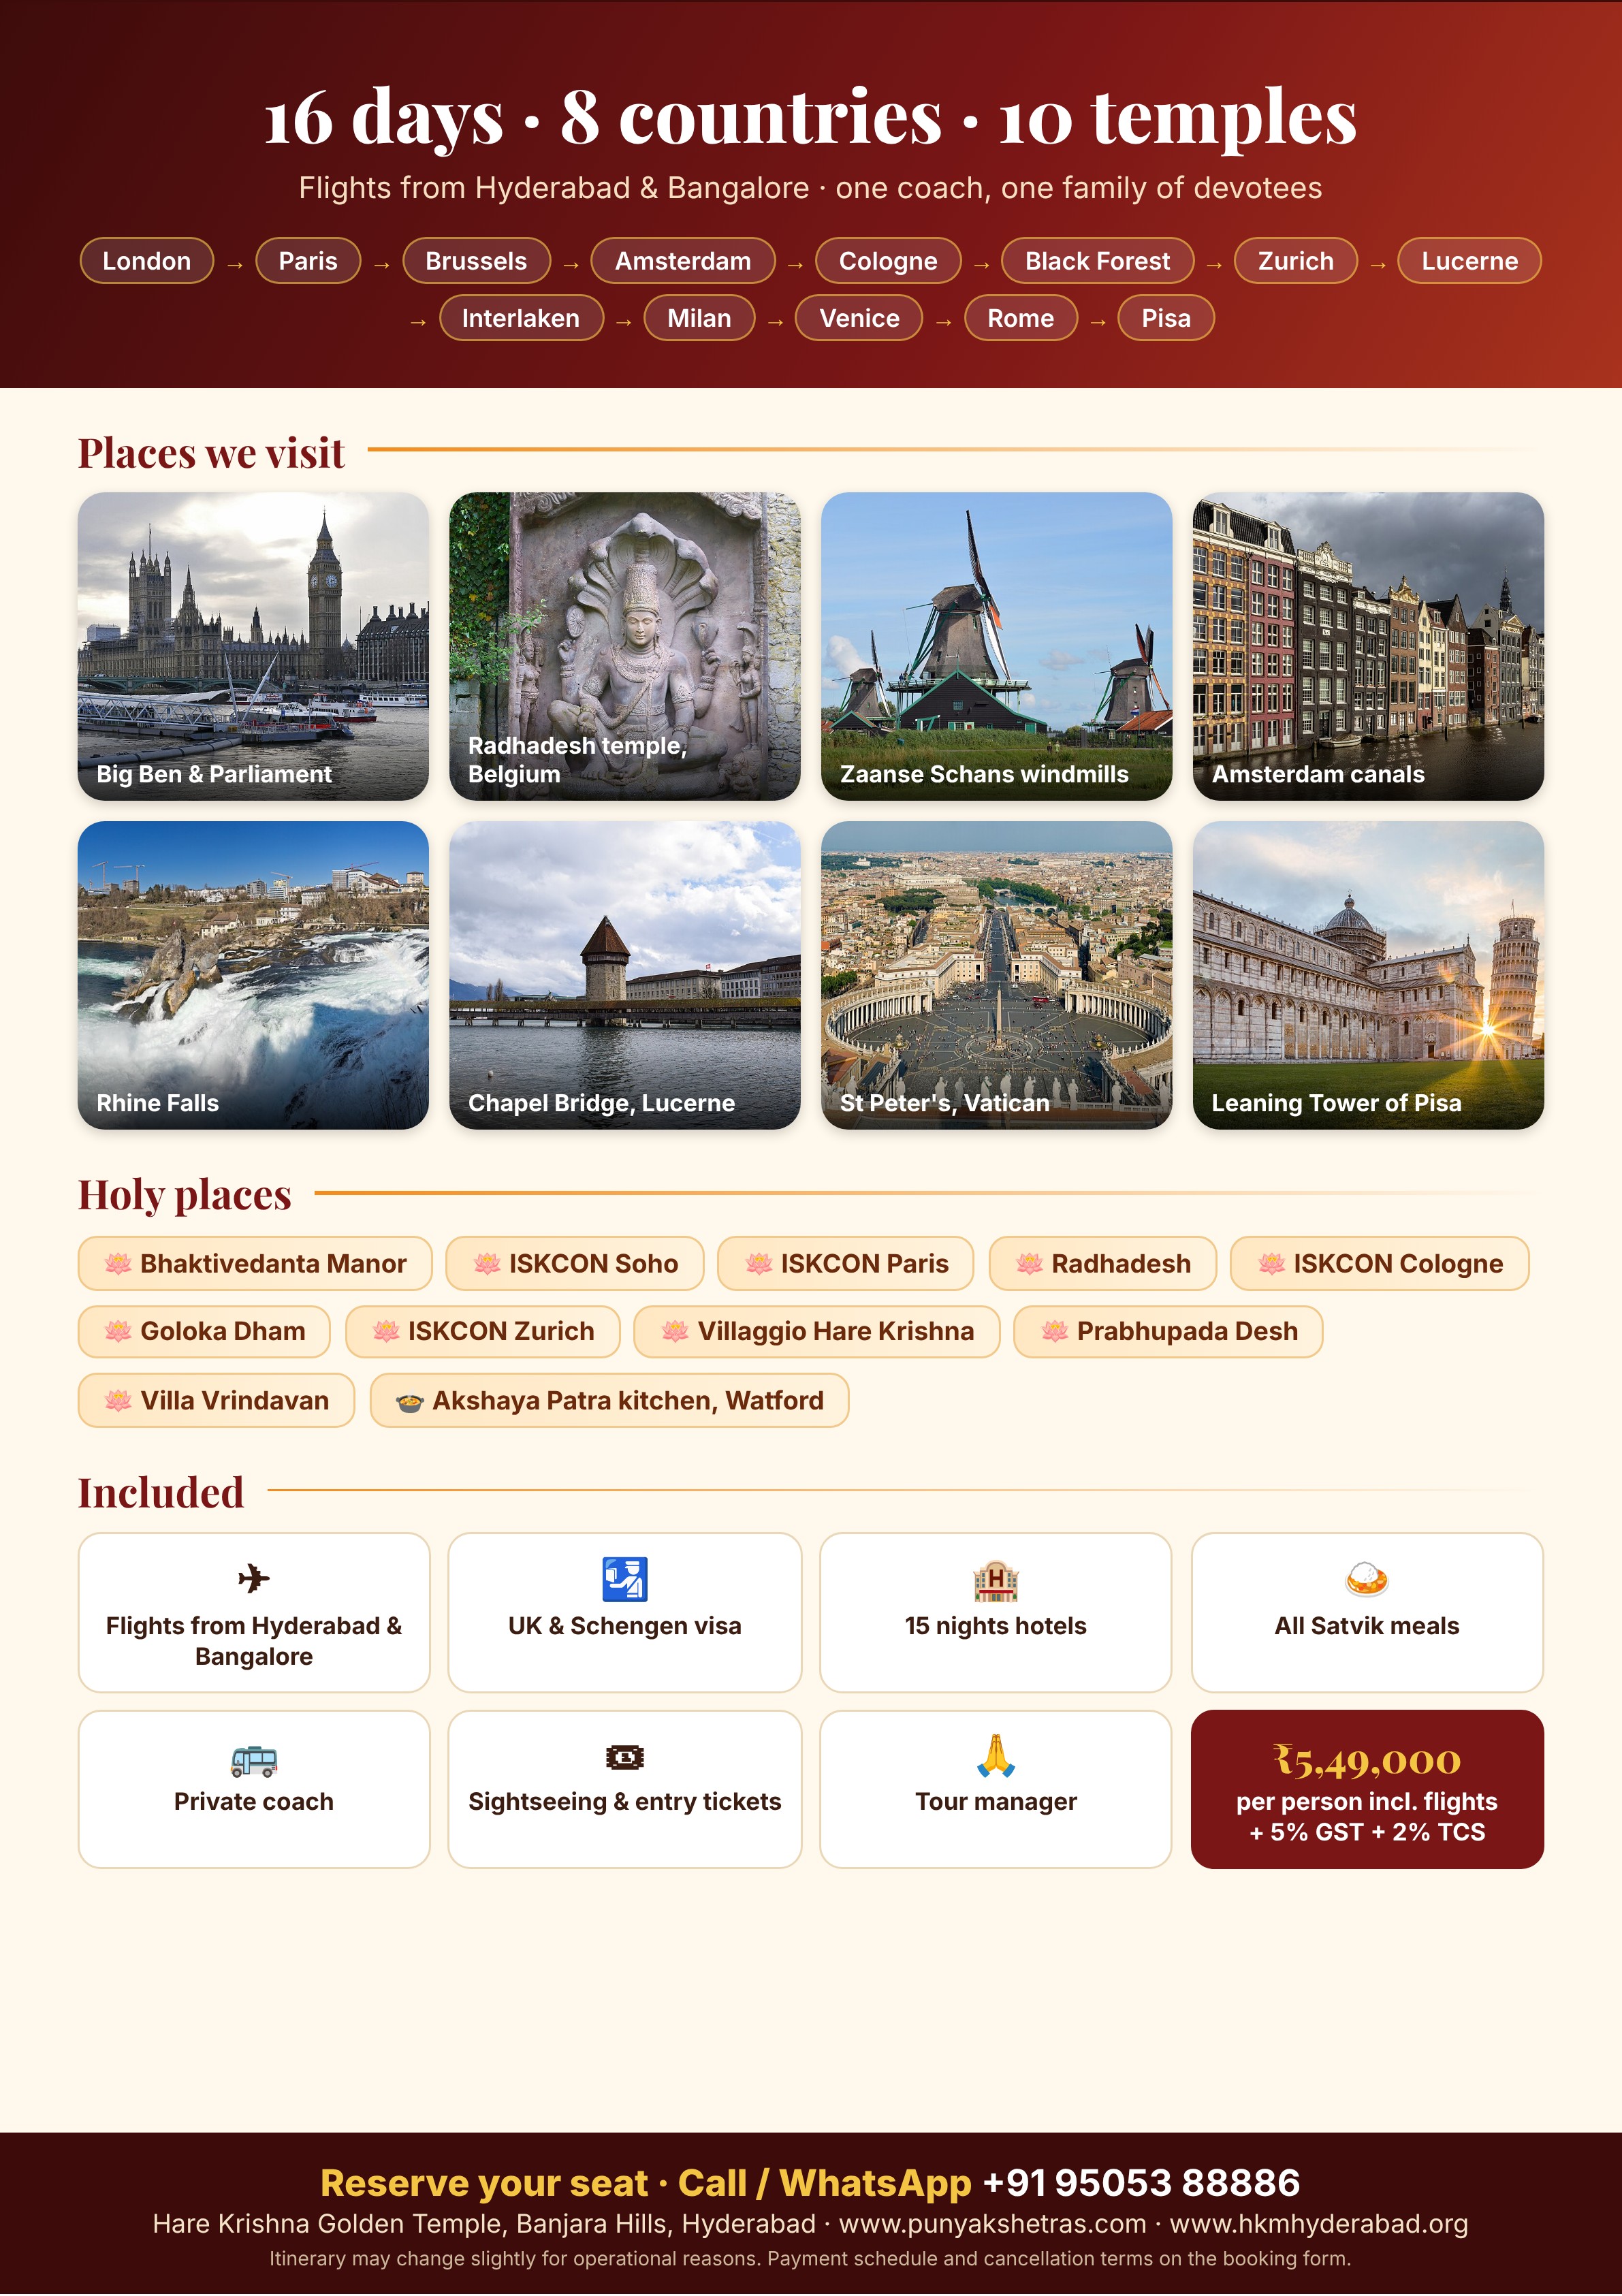 16 days · 8 countries · 10 temples
Flights from Hyderabad & Bangalore · one coach, one family of devotees
London → Paris → Brussels → Amsterdam → Cologne → Black Forest → Zurich → Lucerne
→ Interlaken → Milan → Venice → Rome → Pisa
Places we visit
Big Ben & Parliament
Radhadesh temple,
Belgium
Zaanse Schans windmills
Amsterdam canals
Rhine Falls
Chapel Bridge, Lucerne
St Peter's, Vatican
Leaning Tower of Pisa
Holy places
🪷 Bhaktivedanta Manor 🪷 ISKCON Soho 🪷 ISKCON Paris 🪷 Radhadesh 🪷 ISKCON Cologne
🪷 Goloka Dham 🪷 ISKCON Zurich 🪷 Villaggio Hare Krishna 🪷 Prabhupada Desh
🪷 Villa Vrindavan 🍲 Akshaya Patra kitchen, Watford
Included
Flights from Hyderabad &
Bangalore
UK & Schengen visa
15 nights hotels
All Satvik meals
Private coach
Sightseeing & entry tickets
Tour manager
₹5,49,000
per person incl. flights
+ 5% GST + 2% TCS
Reserve your seat · Call / WhatsApp +91 95053 88886
Hare Krishna Golden Temple, Banjara Hills, Hyderabad · www.punyakshetras.com · www.hkmhyderabad.org
Itinerary may change slightly for operational reasons. Payment schedule and cancellation terms on the booking form.